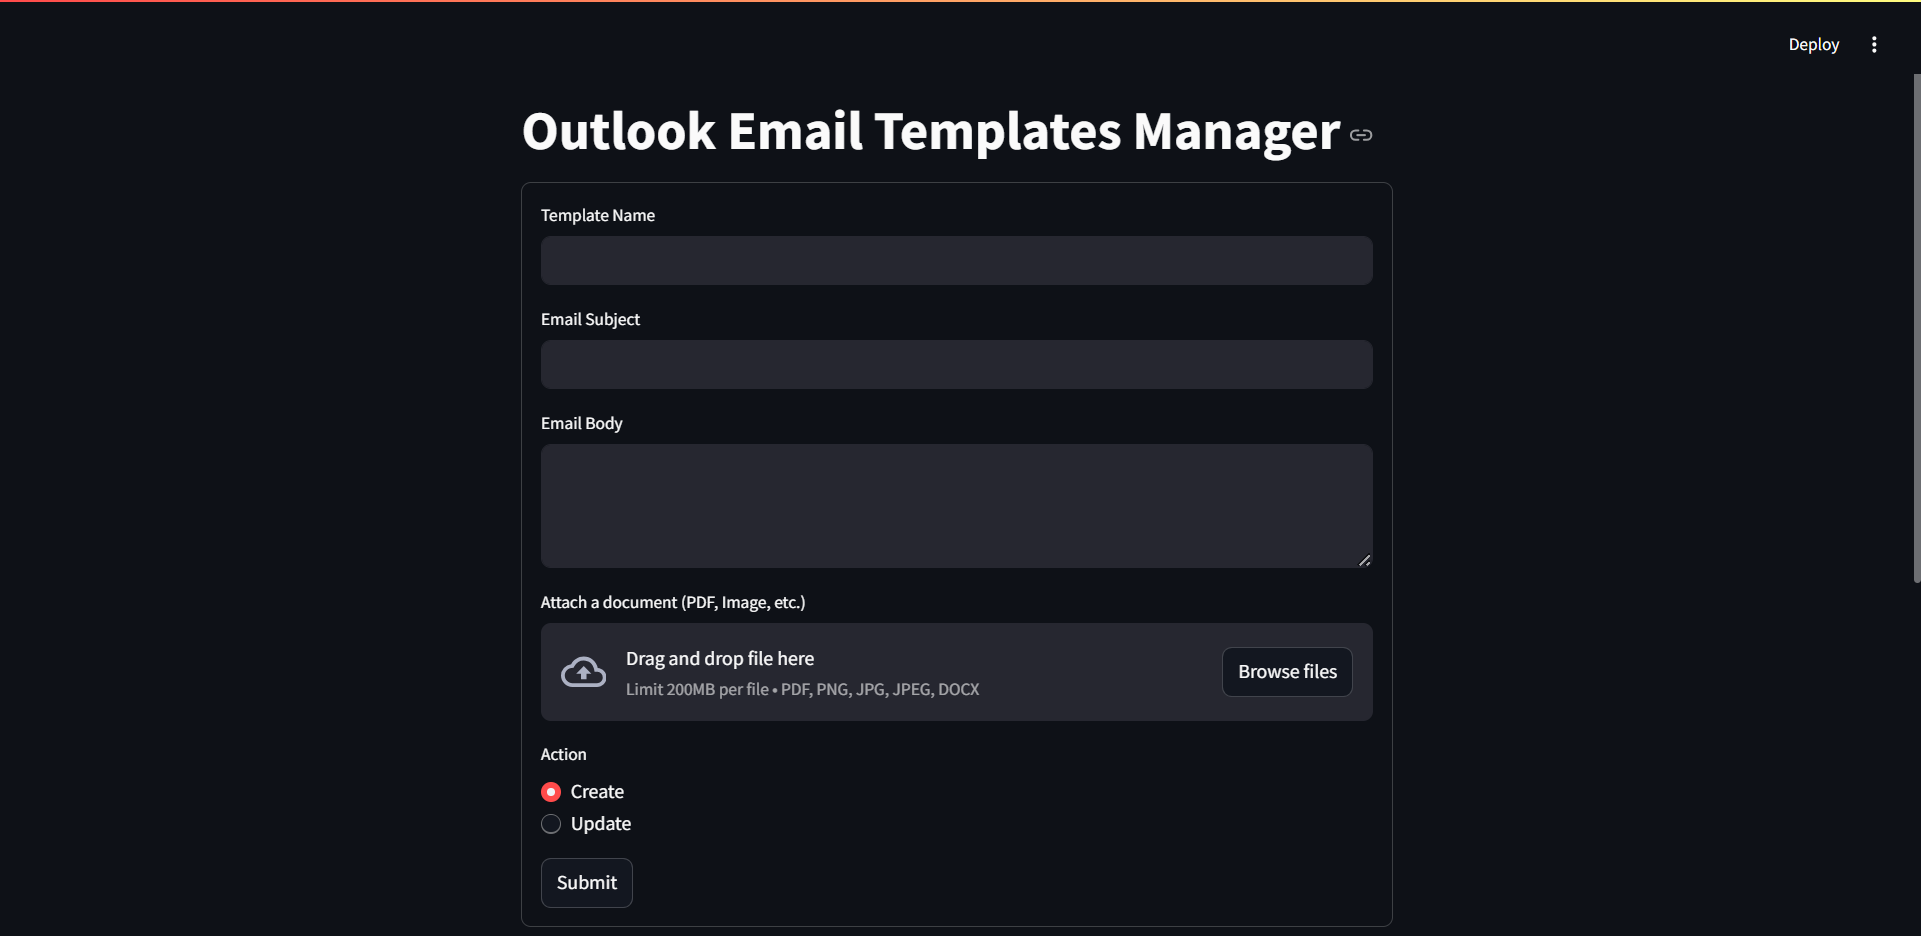 Deploy
Outlook Email Templates Manager
Template Name
Email Subject
Email Body
Attach a document (PDF, Image, etc.)
Drag and drop file here
Limit 200MB per file • PDF, PNG, JPG, JPEG, DOCX
Browse files
Action
Create
Update
Submit